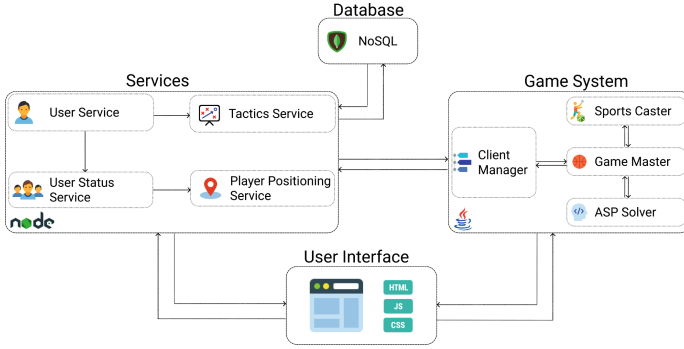 Database
NoSQL
Services
User Service
Tactics Service
User Status
Service
Player Positioning
Service
node
Game System
Sports Caster
Client
Manager
Game Master
ASP Solver
User Interface
HTML
JS
CSS